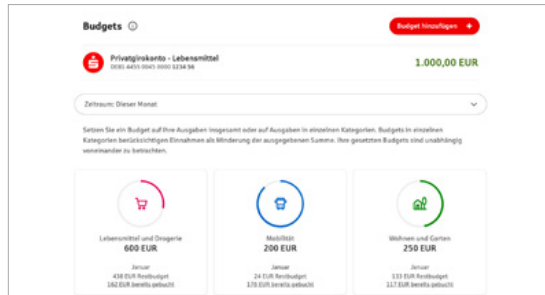 Budgets
Budget hinzufügen +
Privatgirokonto - Lebensmittel
1.000,00 EUR
Zeitraum: Dieser Monat
Setzen Sie ein Budget auf Ihre Ausgaben insgesamt oder auf Ausgaben in einzelnen Kategorien. Budgets in einzelnen
Kategorien berücksichtigen Einnahmen als Minderung der ausgegebenen Summe. Ihre gesetzten Budgets sind unabhängig
voneinander zu betrachten.
Lebensmittel und Drogerie
600 EUR
Januar
438 EUR Restbudget
162 EUR bereits gebucht
Mobilität
200 EUR
Januar
24 EUR Restbudget
176 EUR bereits gebucht
Wohnen und Garten
250 EUR
Januar
133 EUR Restbudget
117 EUR bereits gebucht